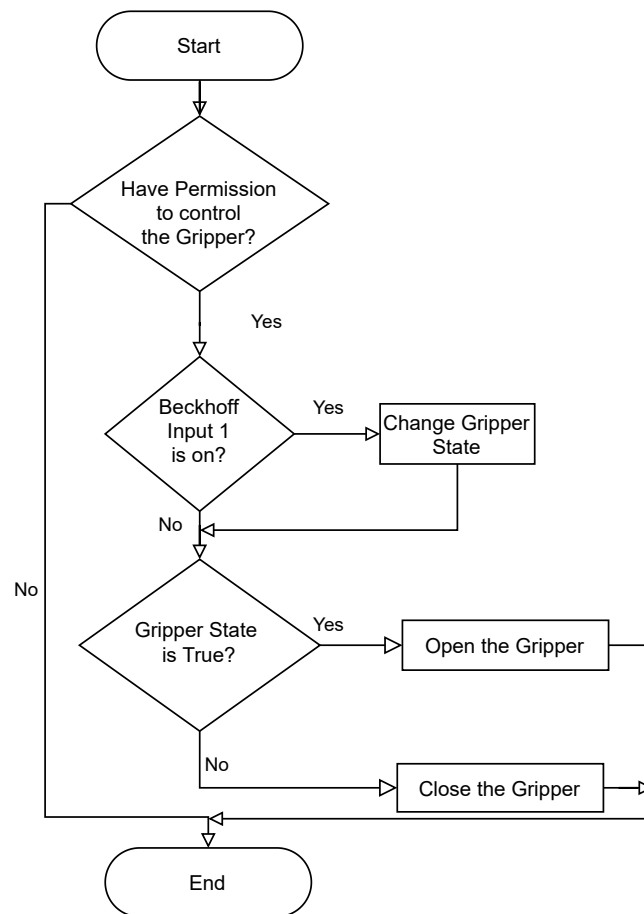 Start
Have Permission
to control
the Gripper?
Yes
Beckhoff
Input 1
is on?
Yes
Change Gripper
State
No
No
Gripper State
is True?
Yes
Open the Gripper
No
Close the Gripper
End